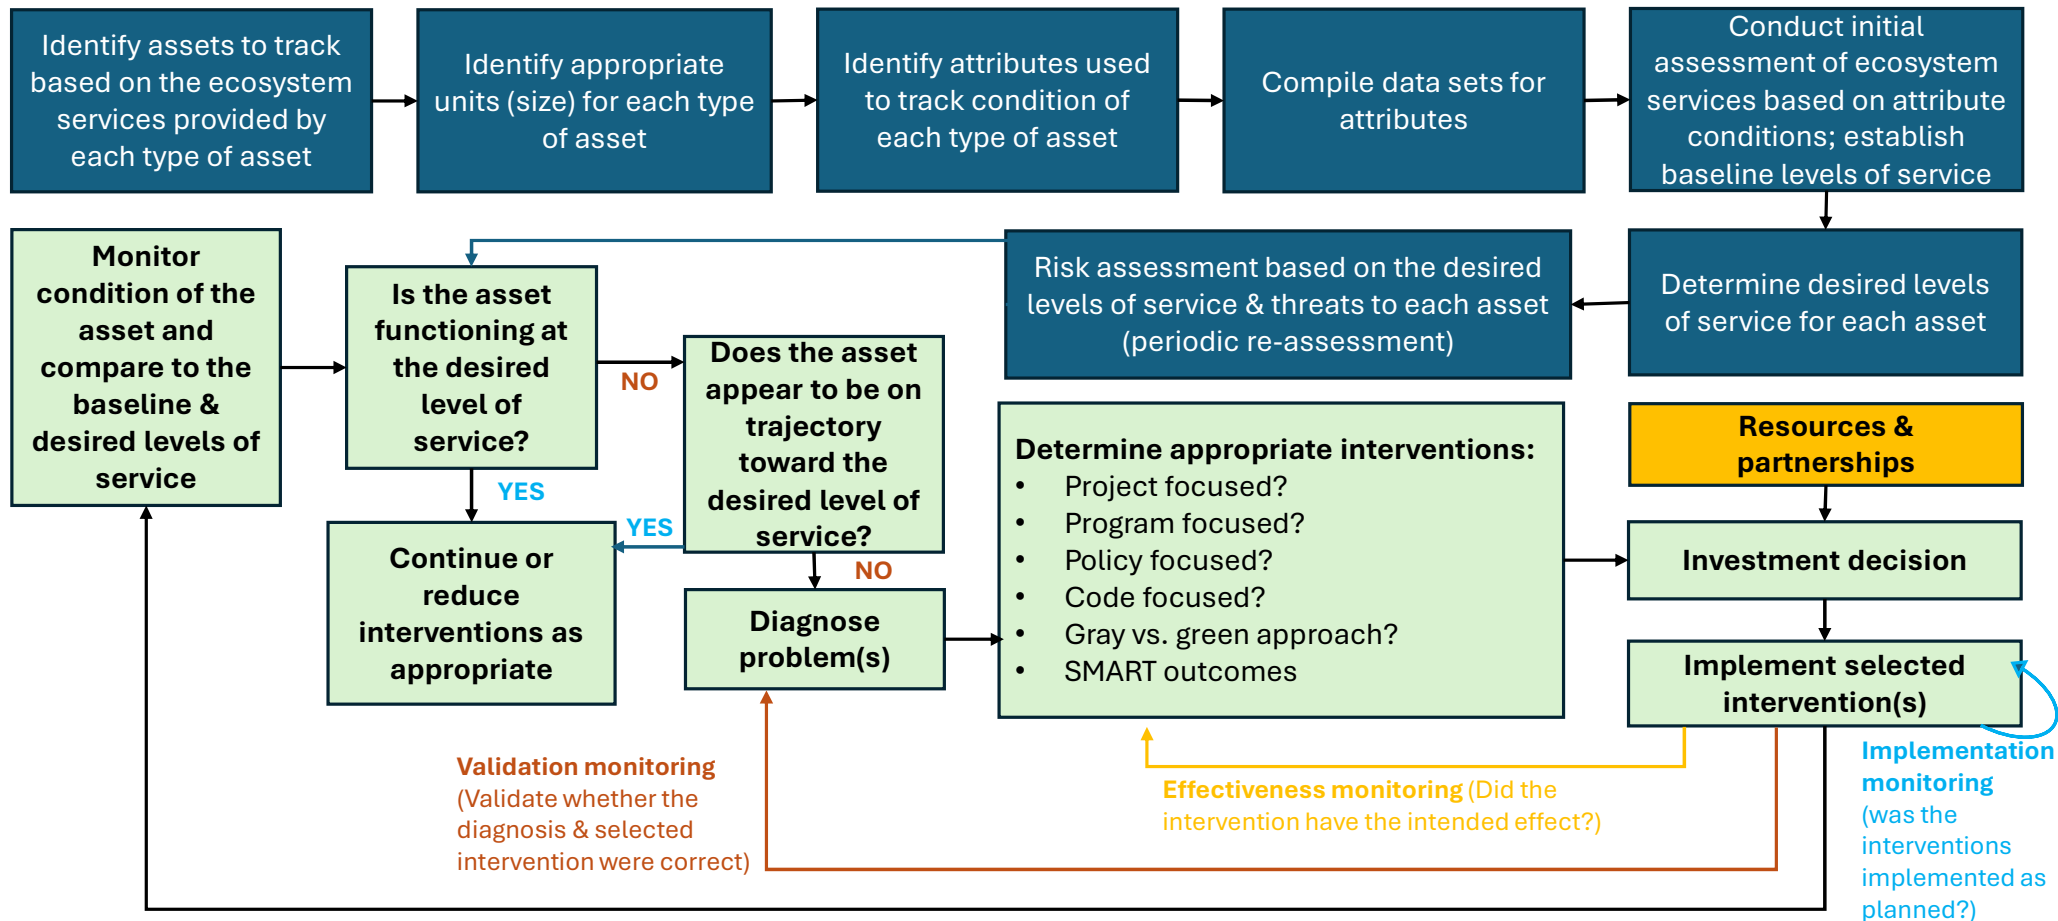 Identify assets to track
based on the ecosystem
services provided by
each type of asset
Identify appropriate
units (size) for each type
of asset
Identify attributes used
to track condition of
each type of asset
Compile data sets for
attributes
Conduct initial
assessment of ecosystem
services based on attribute
conditions; establish
baseline levels of service
Determine desired levels
of service for each asset
Risk assessment based on the desired
levels of service & threats to each asset
(periodic re-assessment)
Monitor
condition of the
asset and
compare to the
baseline &
desired levels of
service
Is the asset
functioning at
the desired
level of
service?
NO
YES
Does the asset
appear to be on
trajectory
toward the
desired level of
service?
YES
NO
Continue or
reduce
interventions as
appropriate
Diagnose
problem(s)
Determine appropriate interventions:
• Project focused?
• Program focused?
• Policy focused?
• Code focused?
• Gray vs. green approach?
• SMART outcomes
Resources &
partnerships
Investment decision
Implement selected
intervention(s)
Validation monitoring
(Validate whether the
diagnosis & selected
intervention were correct)
Effectiveness monitoring (Did the
intervention have the intended effect?)
Implementation
monitoring
(was the
interventions
implemented as
planned?)